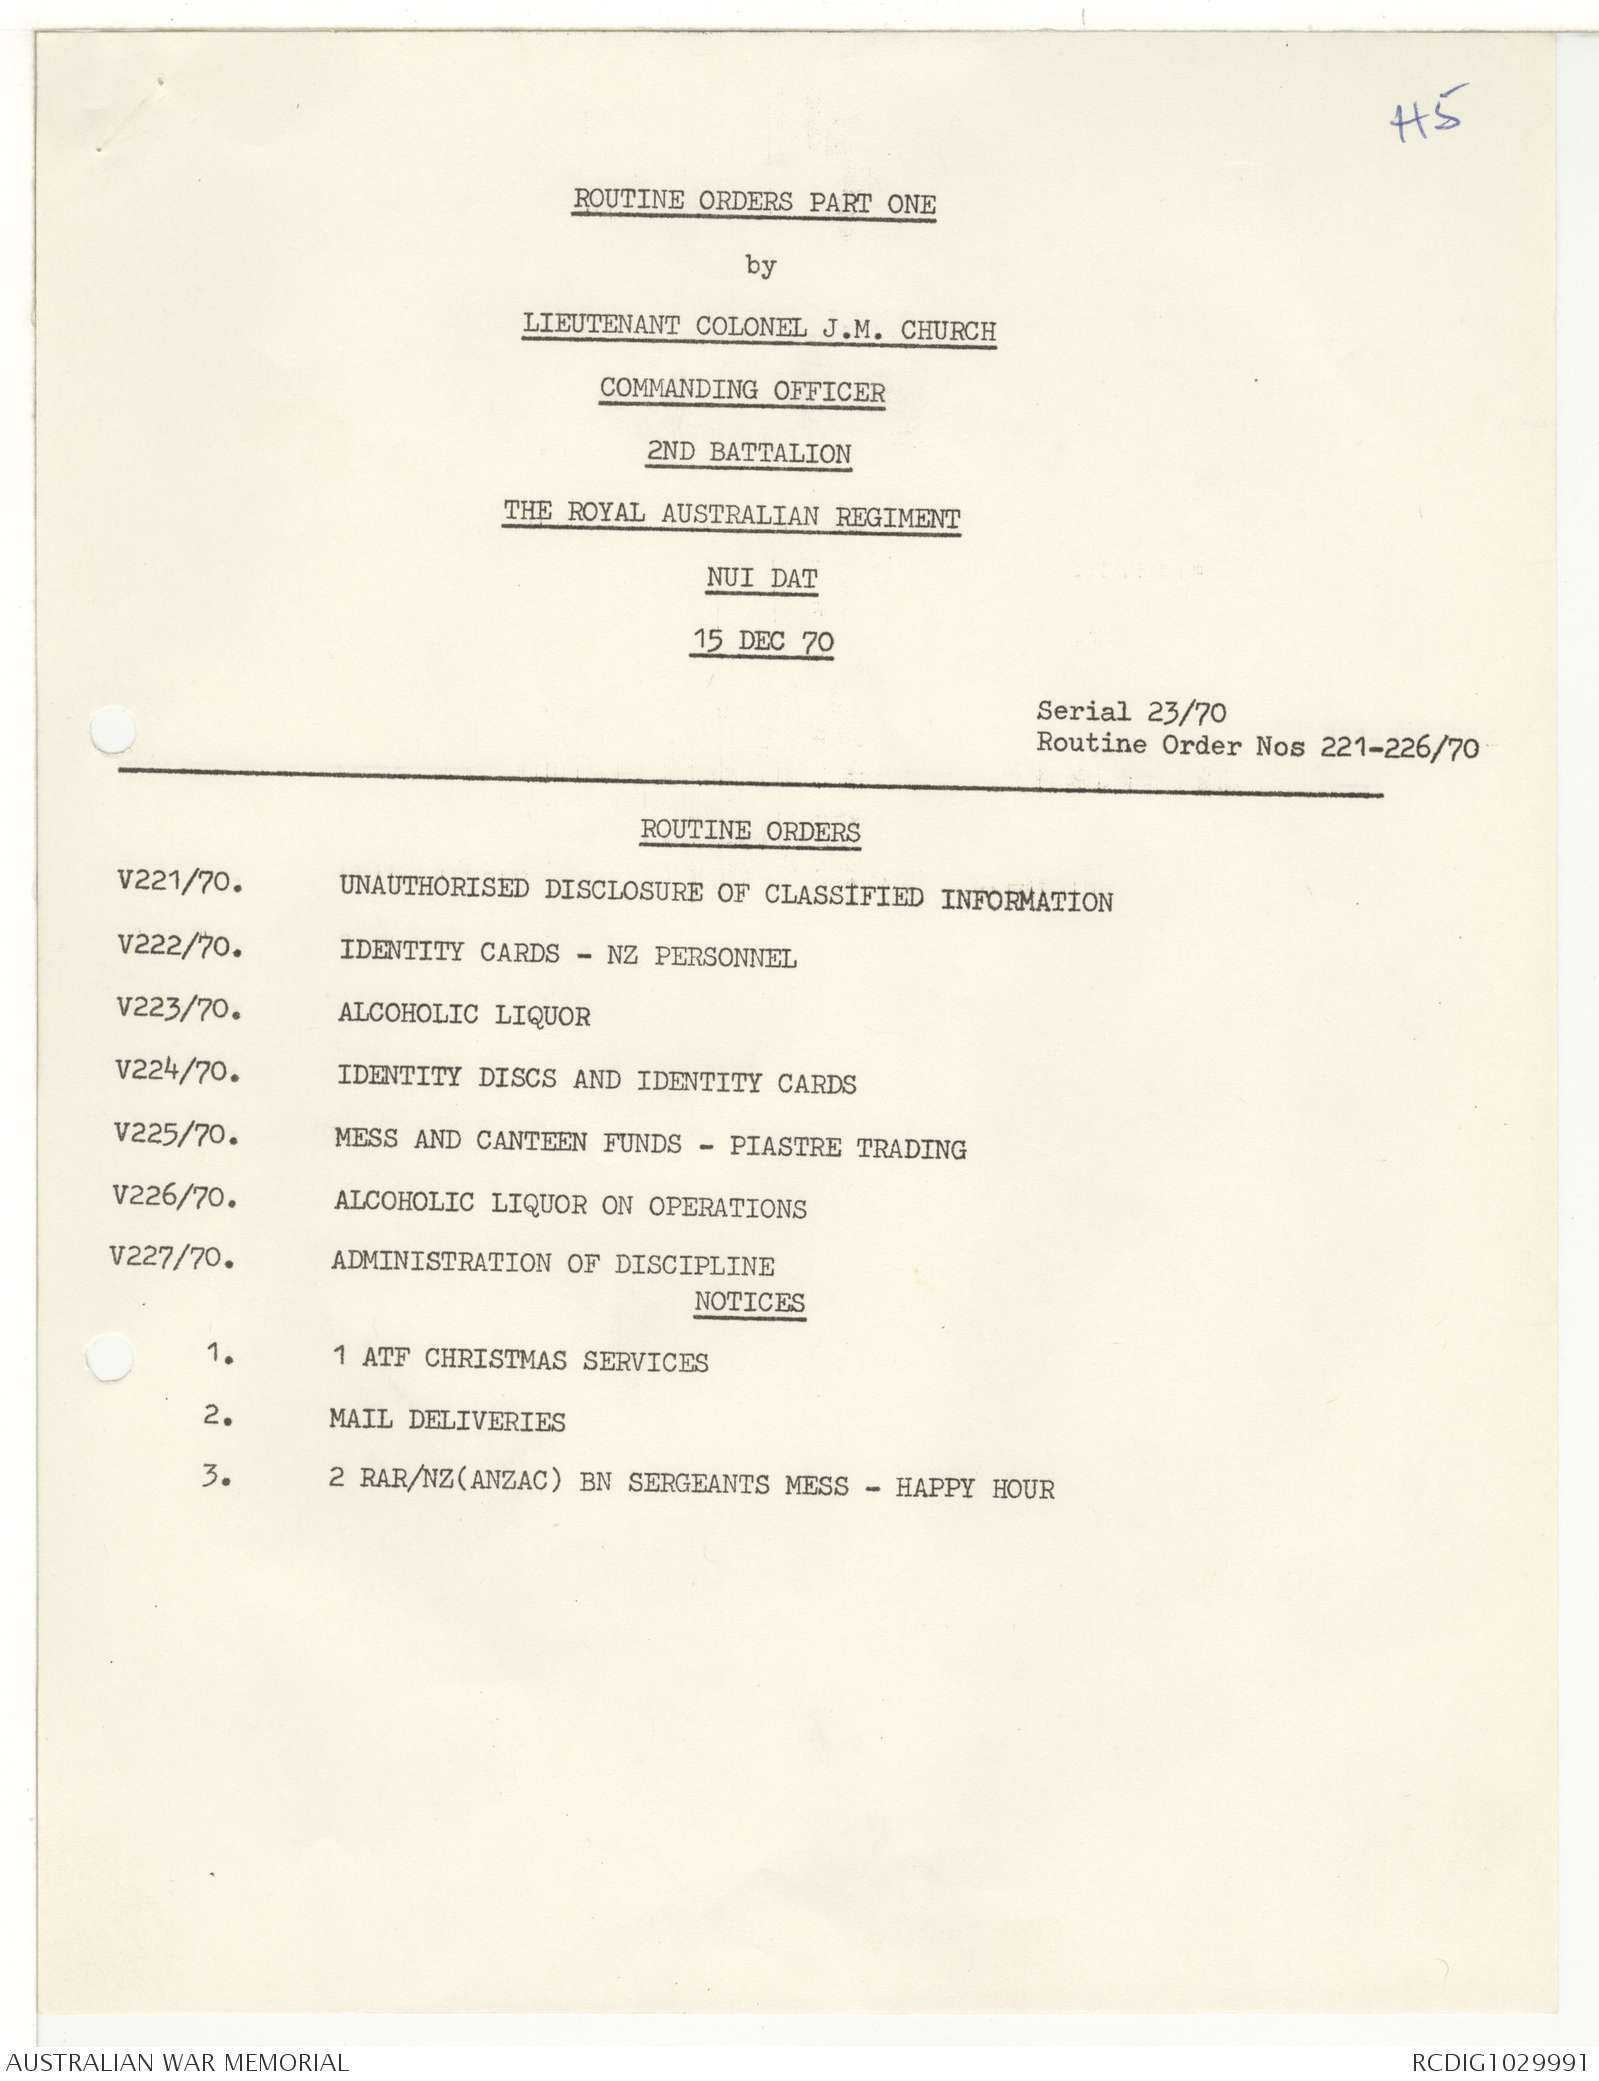 H5
ROUTINE ORDERS PART ONE
by
LIEUTENANT COLONEL J.M. CHURCH
COMMANDING OFFICER
2ND BATTALION
THE ROYAL AUSTRALIAN REGIMENT
NUI DAT
15 DEC 70
Serial 23/70
Routine Order Nos 221-226/70
ROUTINE ORDERS
V221/70. UNAUTHORISED DISCLOSURE OF CLASSIFIED INFORMATION
V222/70. IDENTITY CARDS - NZ PERSONNEL
V223/70. ALCOHOLIC LIQUOR
V224/70. IDENTITY DISCS AND IDENTITY CARDS
V225/70. MESS AND CANTEEN FUNDS - PIASTRE TRADING
V226/70. ALCOHOLIC LIQUOR ON OPERATIONS
V227/70. ADMINISTRATION OF DISCIPLINE
NOTICES
1. 1 ATF CHRISTMAS SERVICES
2. MAIL DELIVERIES
3. 2 RAR/NZ(ANZAC) BN SERGEANTS MESS - HAPPY HOUR
AUSTRALIAN WAR MEMORIAL
RCDIG1029991